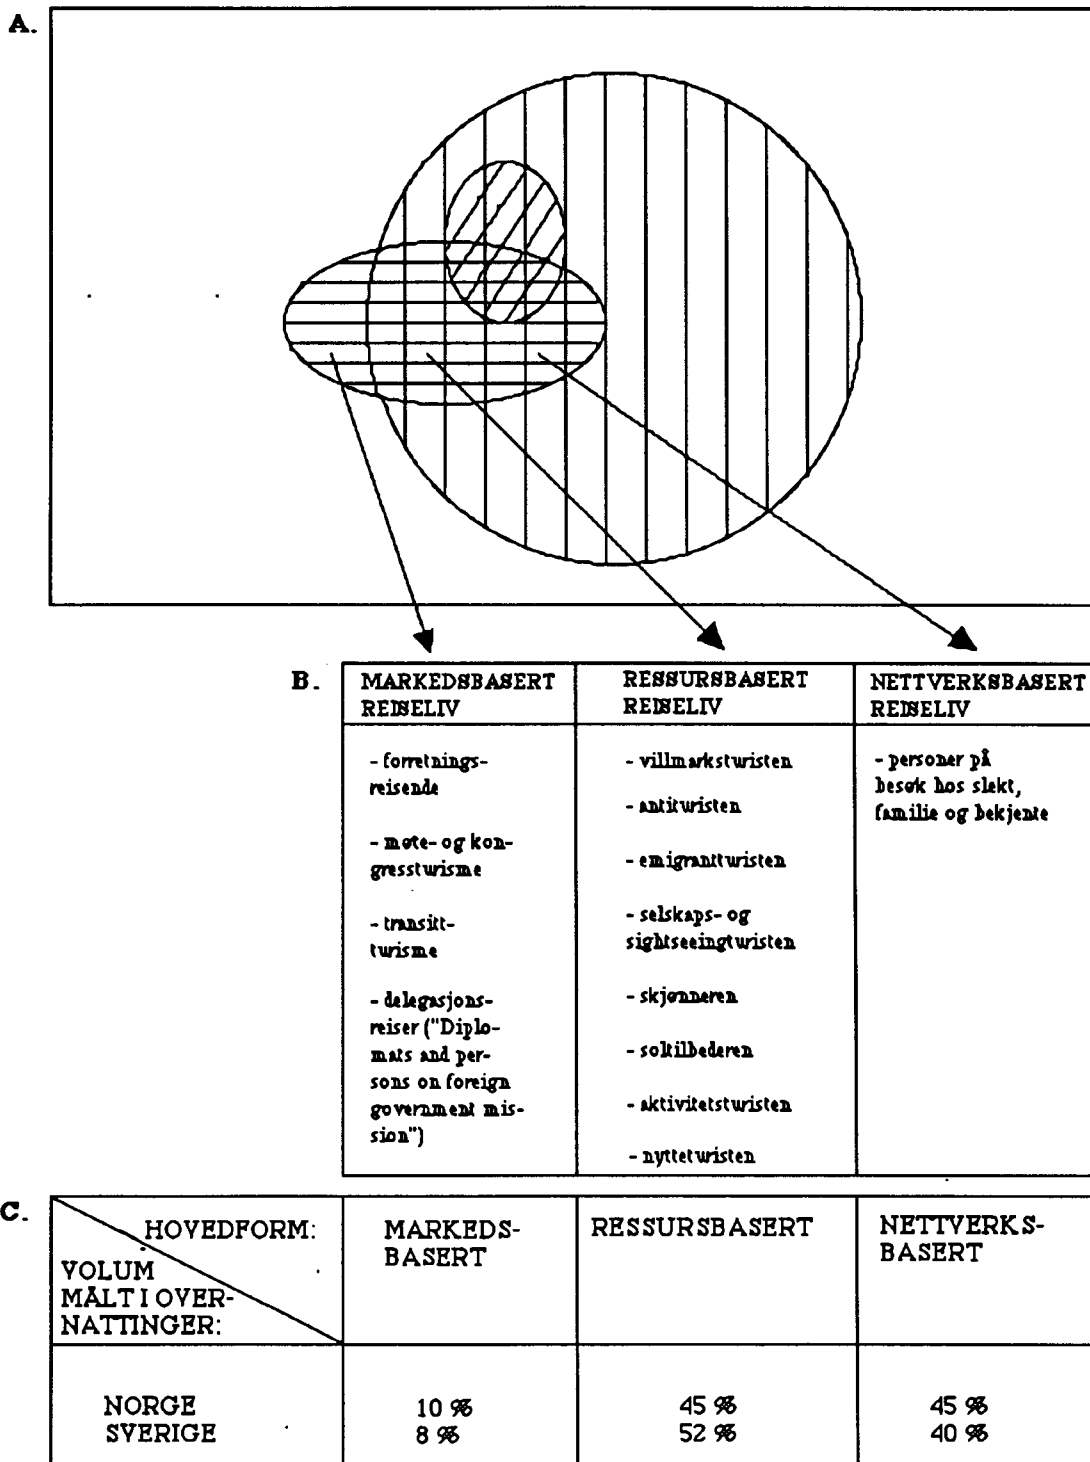 A.
B.
MARKEDSBASERT
REISELIV
- forretnings-
reisende
- møte- og kon-
gressturisme
- transitt-
turisme
- delegasjons-
reiser ("Diplo-
mats and per-
sons on foreign
government mis-
sion")
RESSURSBASERT
REISELIV
- villmarksturisten
- antituristen
- emigrantturisten
- selskaps- og
sightseeingturisten
- skjønneren
- soltilbederen
- aktivitetsturisten
- nytteturisten
NETTVERKSBASERT
REISELIV
- personer på
besøk hos slekt,
familie og bekjente
C.
HOVEDFORM:
VOLUM
MÅLT I OVER-
NATTINGER:
MARKEDS-
BASERT
RESSURSBASERT
NETTVERKS-
BASERT
NORGE 10 % 45 % 45 %
SVERIGE 8 % 52 % 40 %